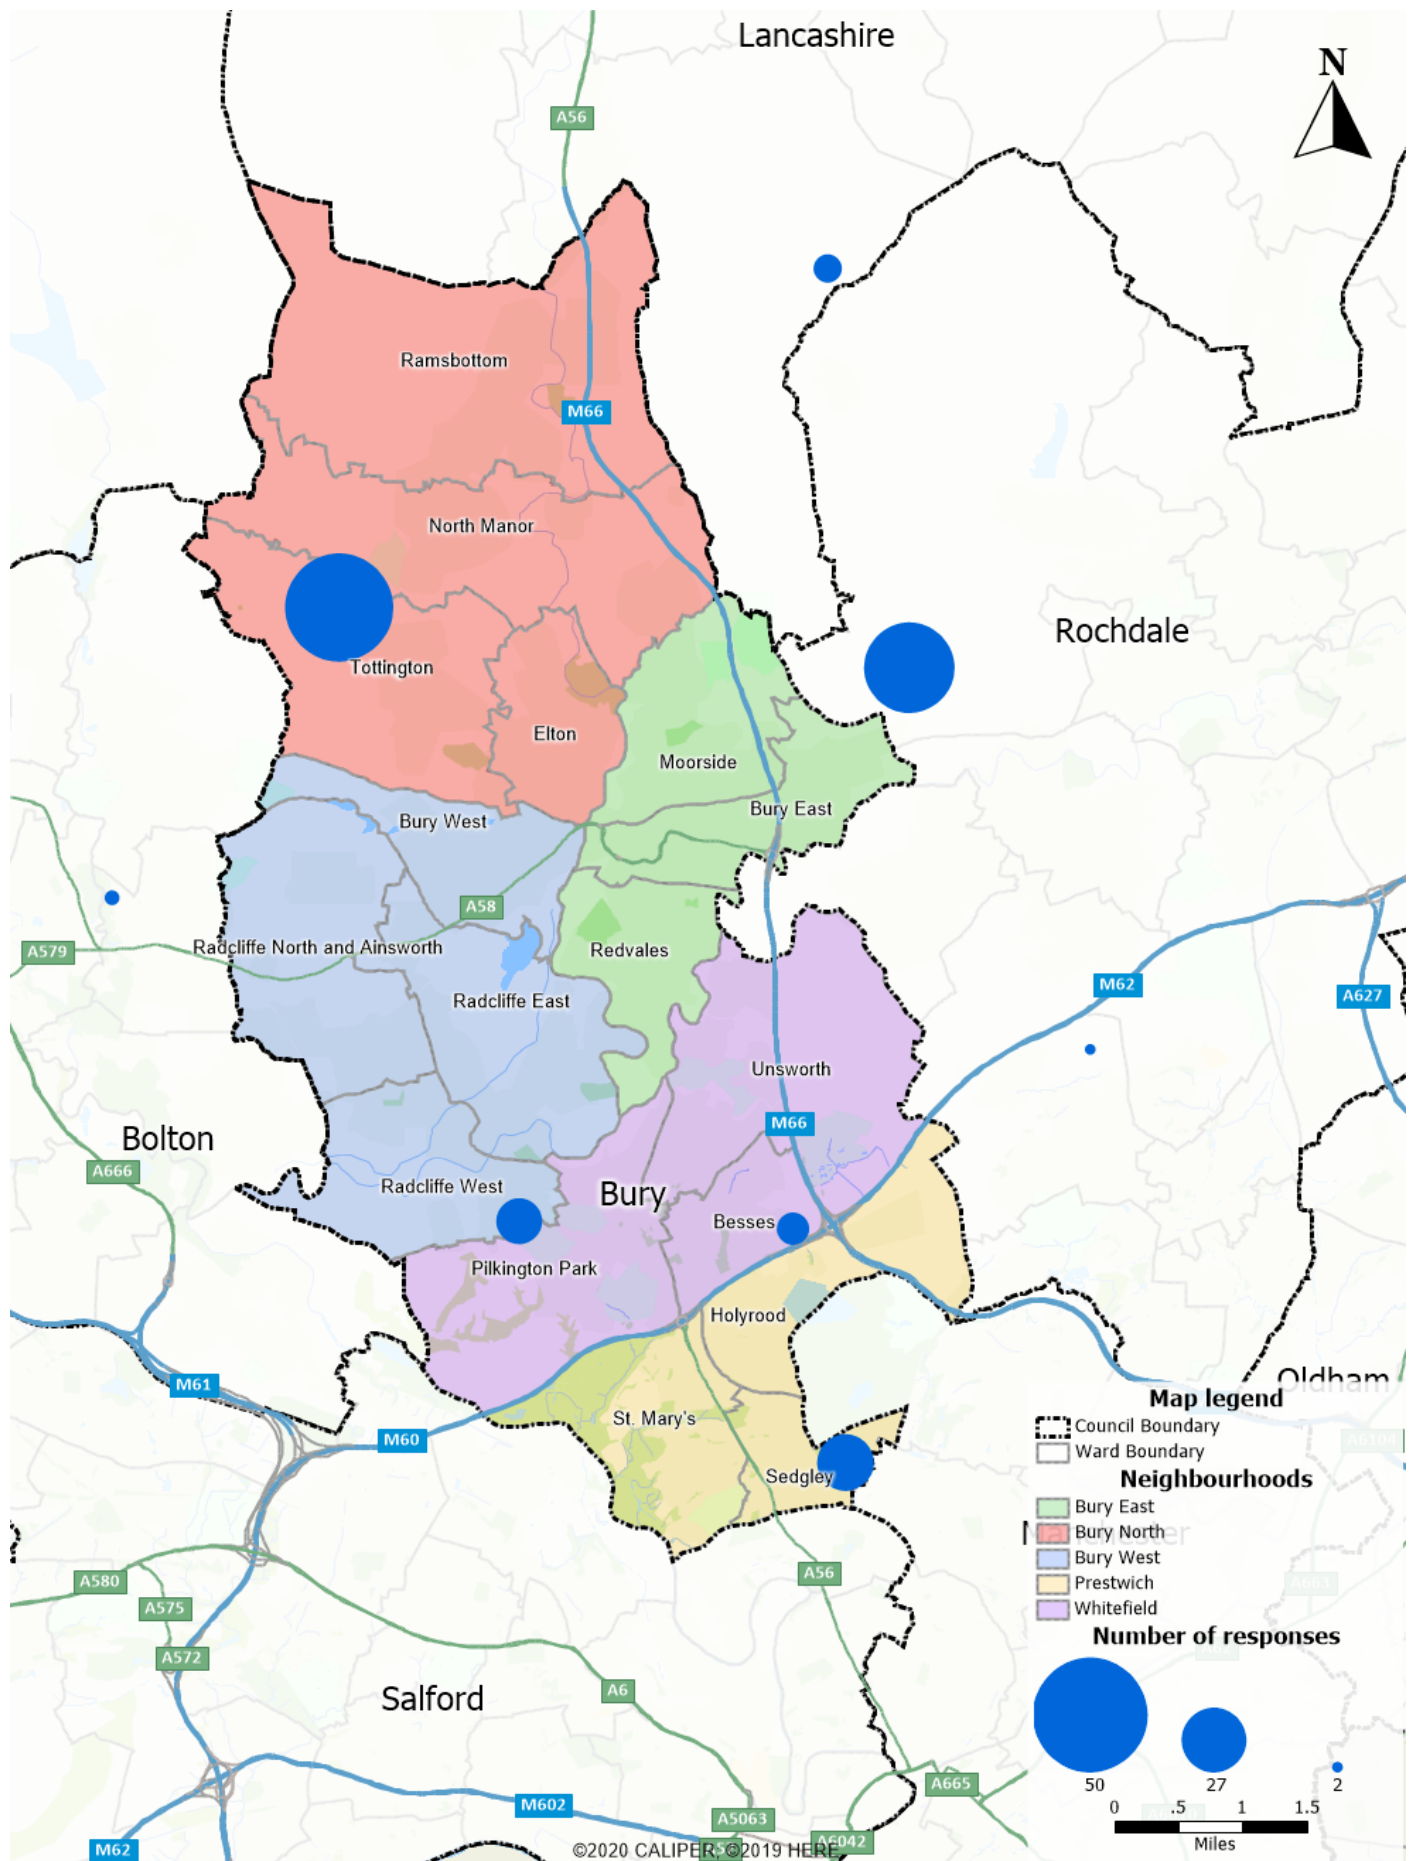 Lancashire
N
A56
Ramsbottom
M66
North Manor
Rochdale
Tottington
Elton
Moorside
Bury East
Bury West
A58
A579
Radcliffe North and Ainsworth
Redvales
M62
A627
Radcliffe East
Unsworth
M66
Bolton
A666
Radcliffe West
Bury
Besses
Pilkington Park
Holyrood
M61
Oldham
Map legend
Council Boundary
Ward Boundary
St. Mary's
M60
A6104
Sedgley
Neighbourhoods
Bury East
Bury North
Manchester
Bury West
Prestwich
Whitefield
A56
A580
A663
A575
A572
Number of responses
Salford
A6
50
27
2
A665
M602
A5063
A6042
0 .5 1 1.5
Miles
M62
©2020 CALIPER; ©2019 HERE